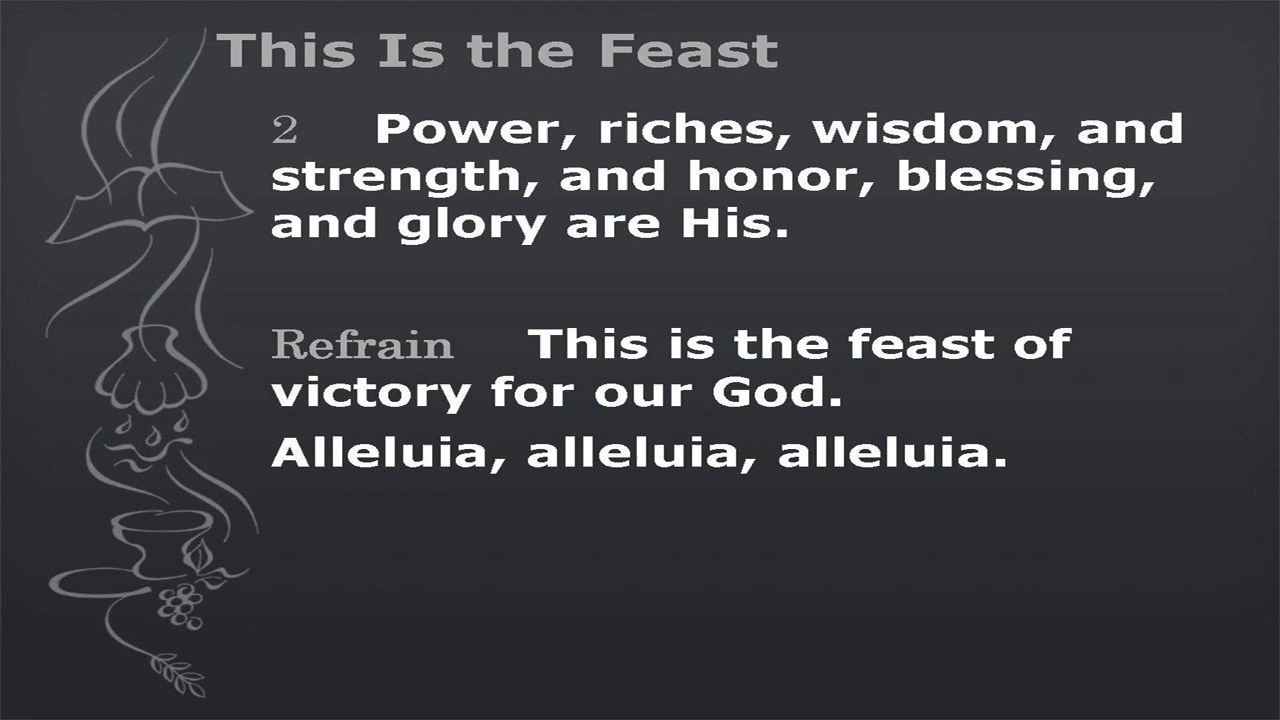 This Is the Feast
2 Power, riches, wisdom, and
strength, and honor, blessing,
and glory are His.
Refrain This is the feast of
victory for our God.
Alleluia, alleluia, alleluia.